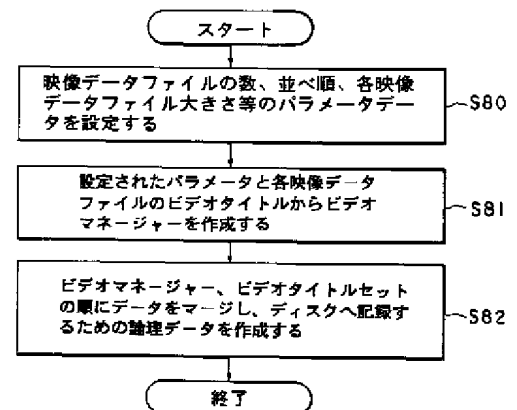 スタート
映像データファイルの数、並べ順、各映像
データファイル大きさ等のパラメータデー
タを設定する
S80
設定されたパラメータと各映像データ
ファイルのビデオタイトルからビデオ
マネージャーを作成する
S81
ビデオマネージャー、ビデオタイトルセット
の順にデータをマージし、ディスクへ記録す
るための論理データを作成する
S82
終了